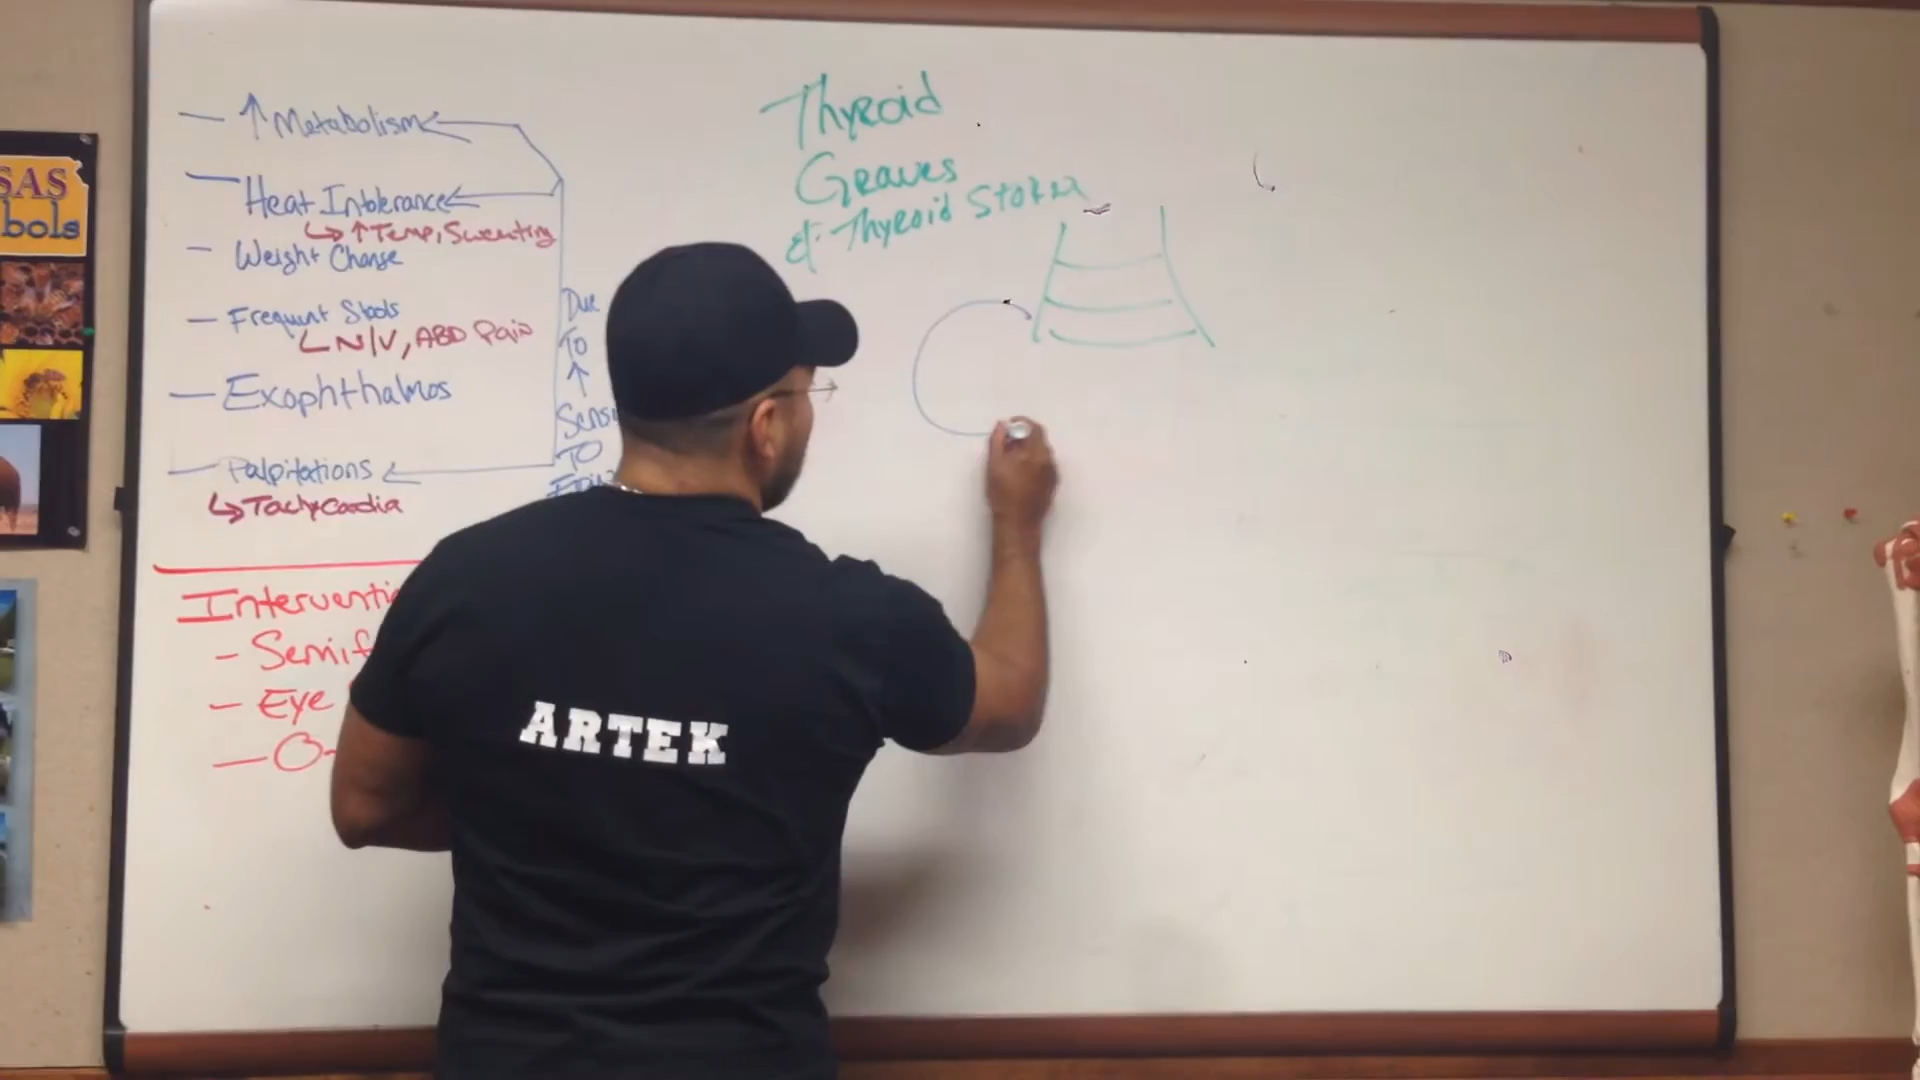 — ↑ Metabolism
— Heat Intolerance
↳ ↑ Temp, Sweating
— Weight Change
— Frequent Stools
N/V, ABD Pain
— Exophthalmos
— Palpitations
↳ Tachycardia
Due
To
↑
Sensi
TO
Interventi
— Semif
— Eye
Thyroid
Graves
& Thyroid Storm
ARTEK
SAS
bols